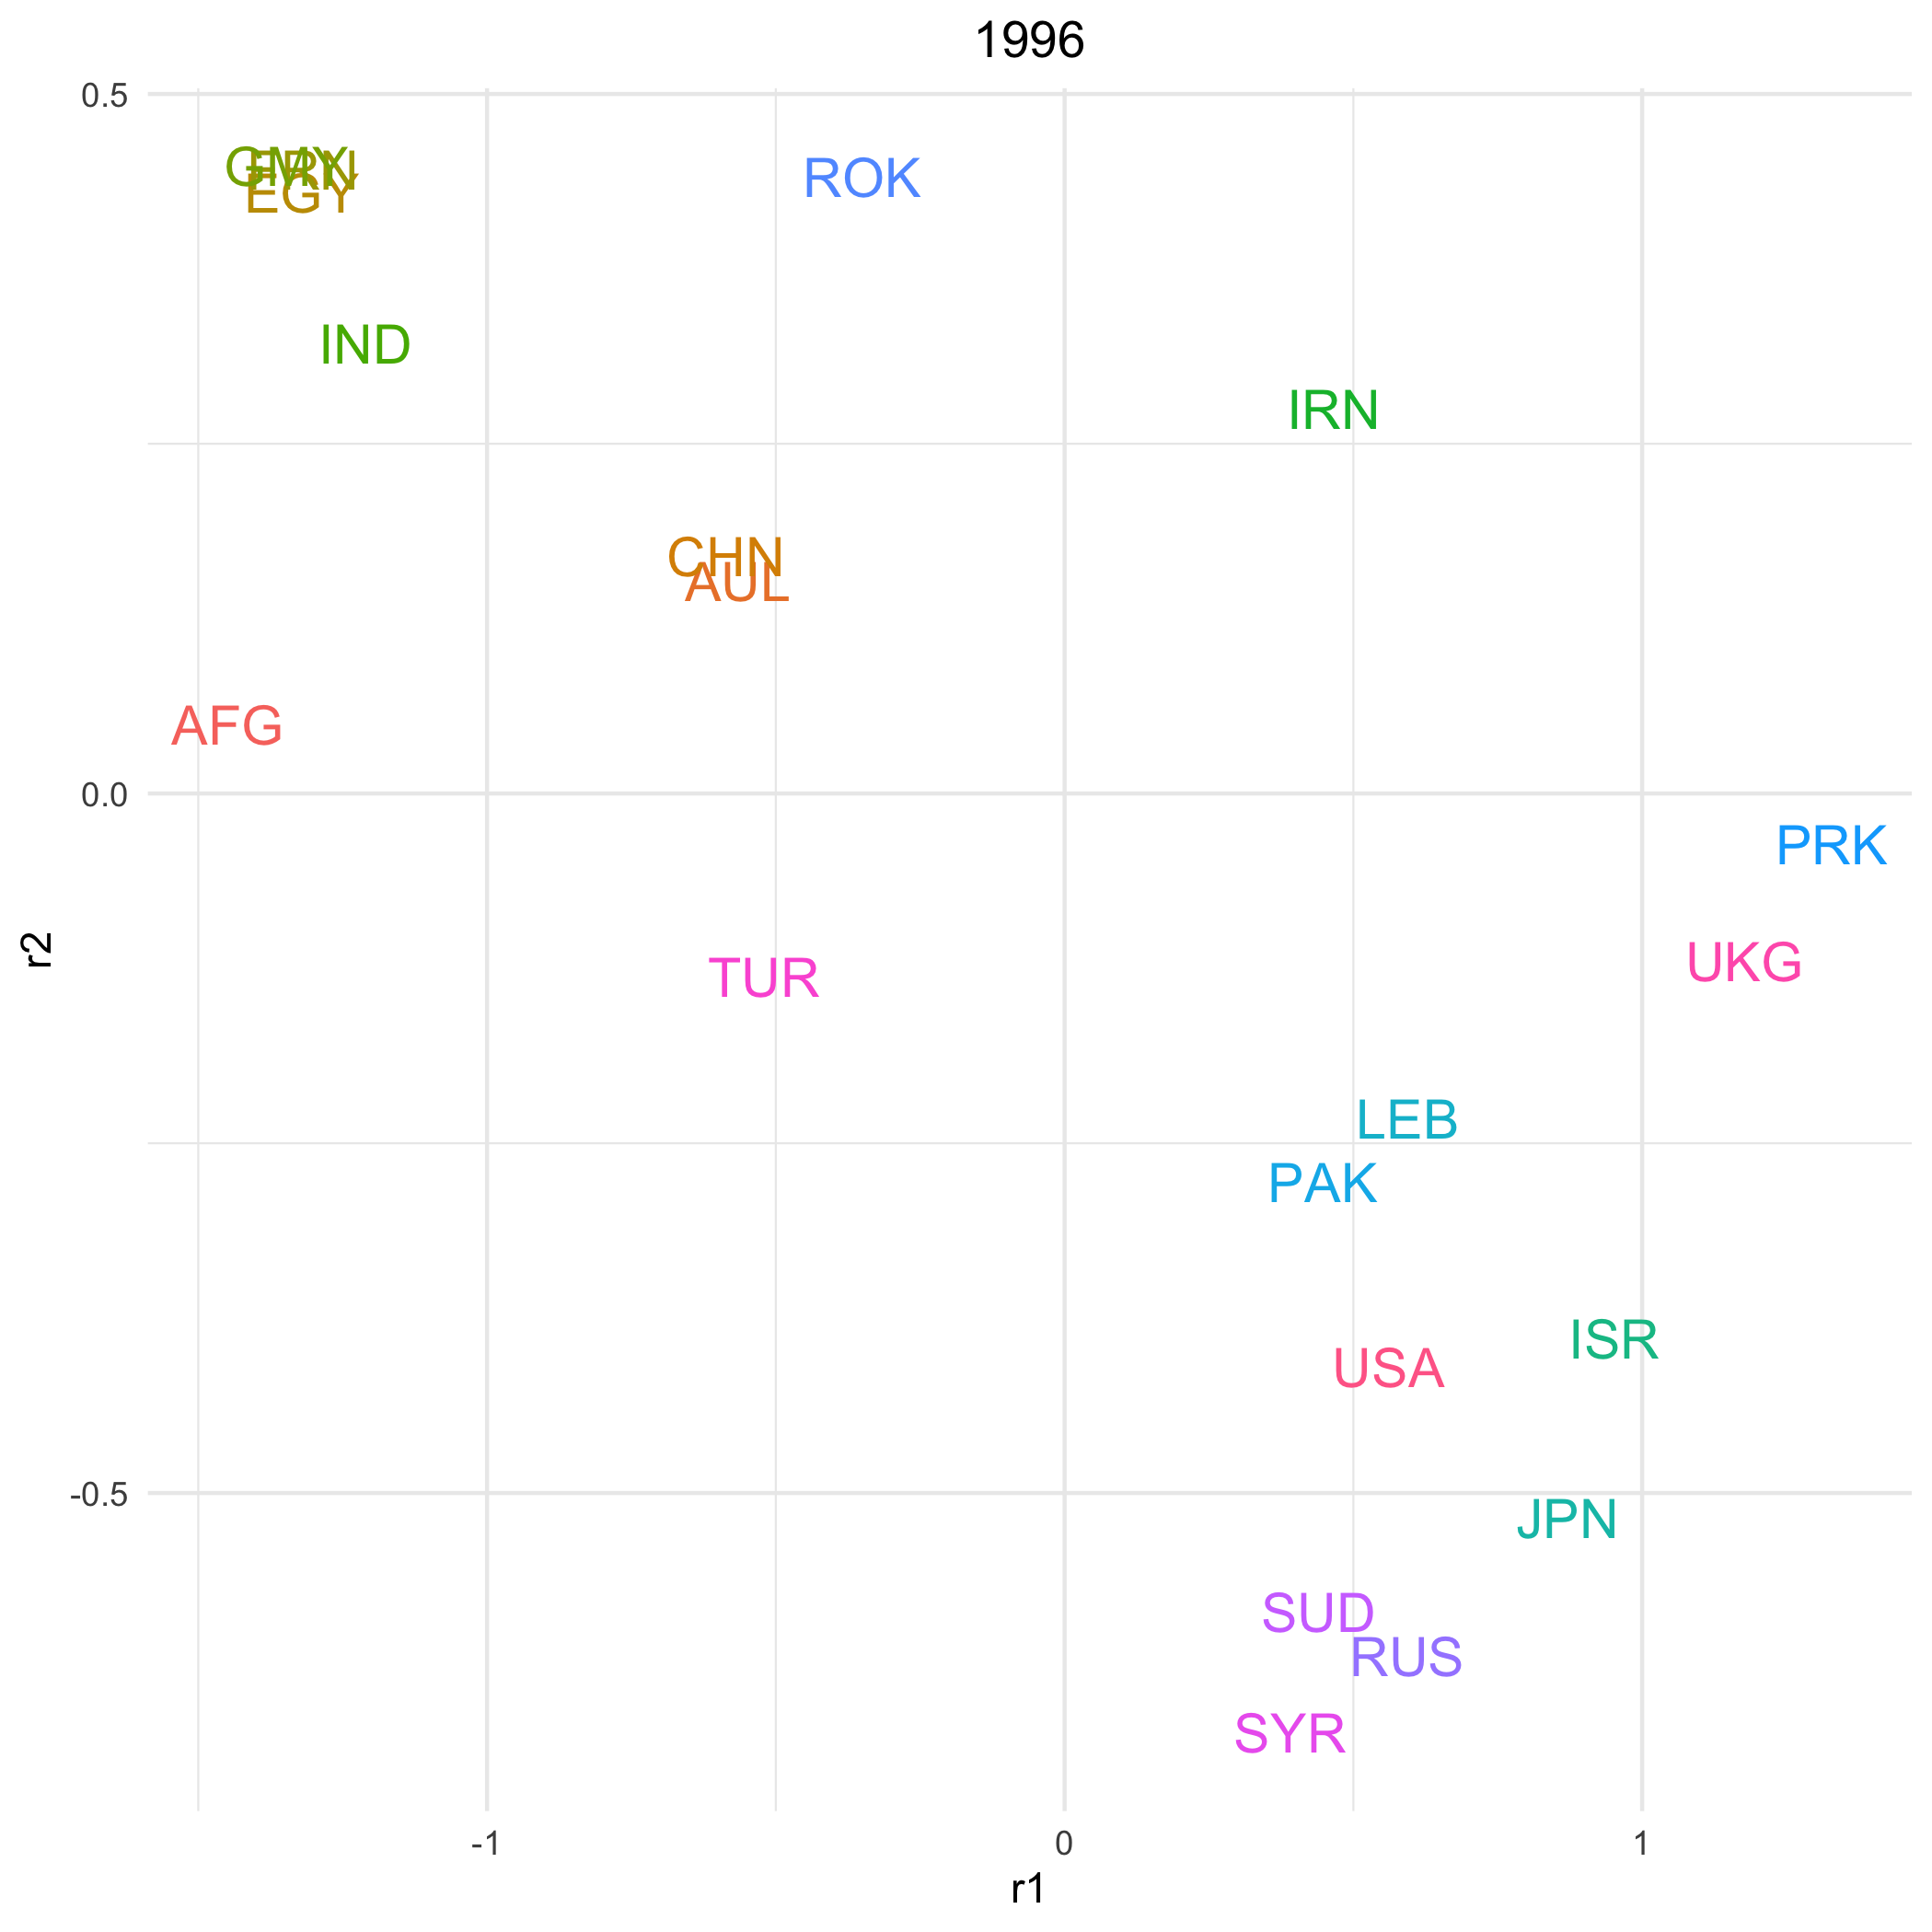 1996
0.5
GMY
EGY
ROK
IND
IRN
CHN
AUL
AFG
0.0
PRK
r2
UKG
TUR
LEB
PAK
ISR
USA
-0.5
JPN
SUD
RUS
SYR
-1
0
1
r1